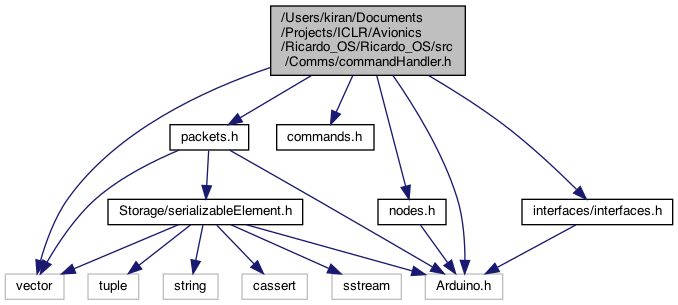 /Users/kiran/Documents
/Projects/ICLR/Avionics
/Ricardo_OS/Ricardo_OS/src
/Comms/commandHandler.h
packets.h
commands.h
Storage/serializableElement.h
nodes.h
interfaces/interfaces.h
vector
tuple
string
cassert
sstream
Arduino.h